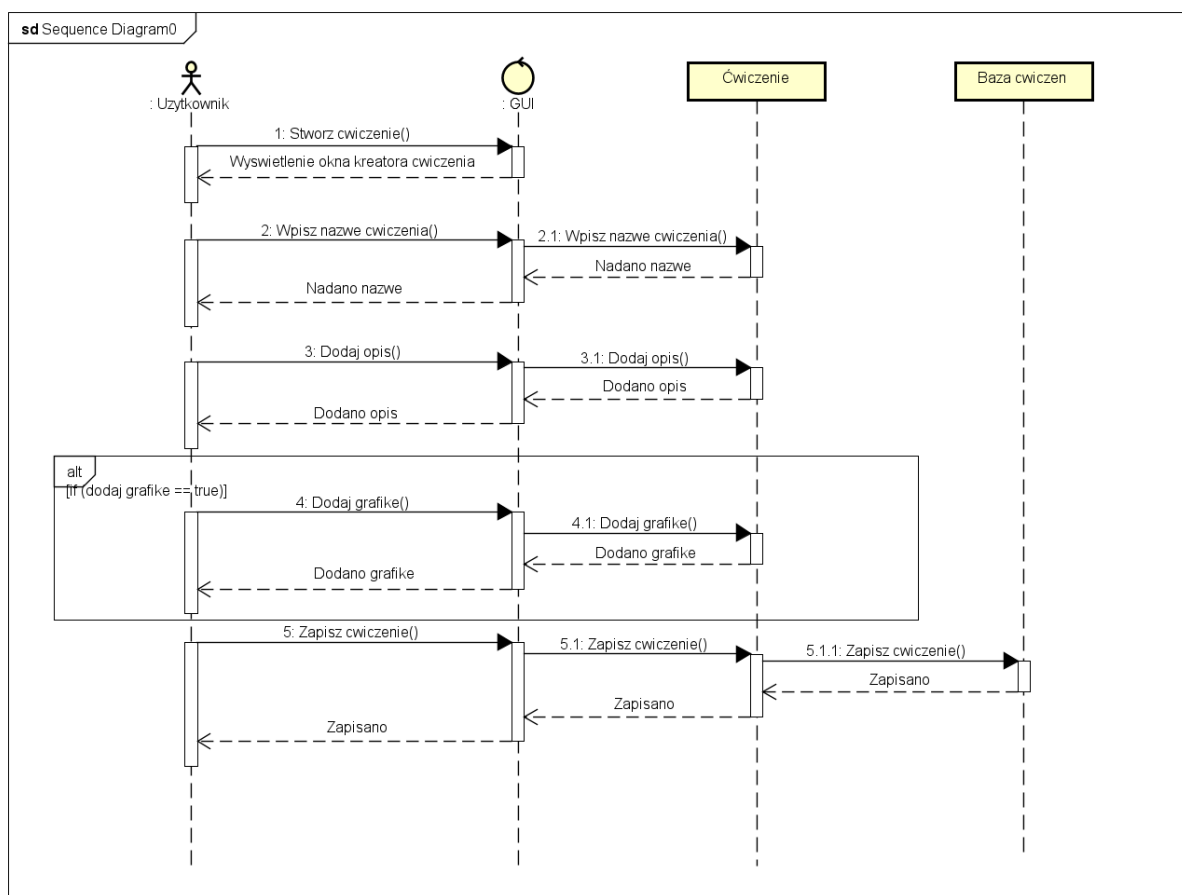 sd Sequence Diagram0
: Uzytkownik
: GUI
Ćwiczenie
Baza cwiczen
1: Stworz cwiczenie()
Wyswietlenie okna kreatora cwiczenia
2: Wpisz nazwe cwiczenia()
2.1: Wpisz nazwe cwiczenia()
Nadano nazwe
Nadano nazwe
3: Dodaj opis()
3.1: Dodaj opis()
Dodano opis
Dodano opis
alt
[if (dodaj grafike == true)]
4: Dodaj grafike()
4.1: Dodaj grafike()
Dodano grafike
Dodano grafike
5: Zapisz cwiczenie()
5.1: Zapisz cwiczenie()
5.1.1: Zapisz cwiczenie()
Zapisano
Zapisano
Zapisano